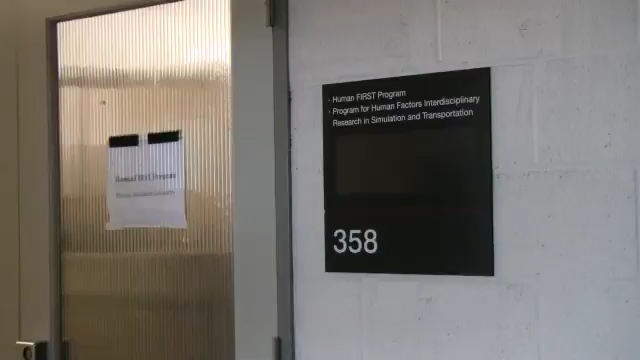 · Human FIRST Program
· Program for Human Factors Interdisciplinary
Research in Simulation and Transportation
358